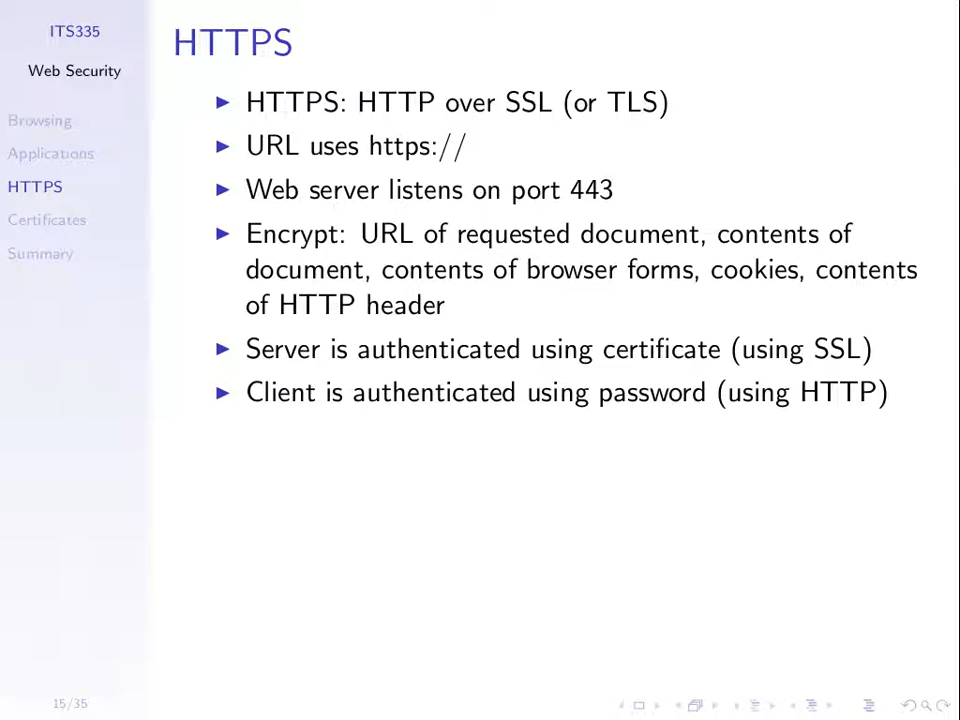 ITS335
Web Security
Browsing
Applications
HTTPS
Certificates
Summary
15/35
HTTPS
HTTPS: HTTP over SSL (or TLS)
URL uses https://
Web server listens on port 443
Encrypt: URL of requested document, contents of
document, contents of browser forms, cookies, contents
of HTTP header
Server is authenticated using certificate (using SSL)
Client is authenticated using password (using HTTP)